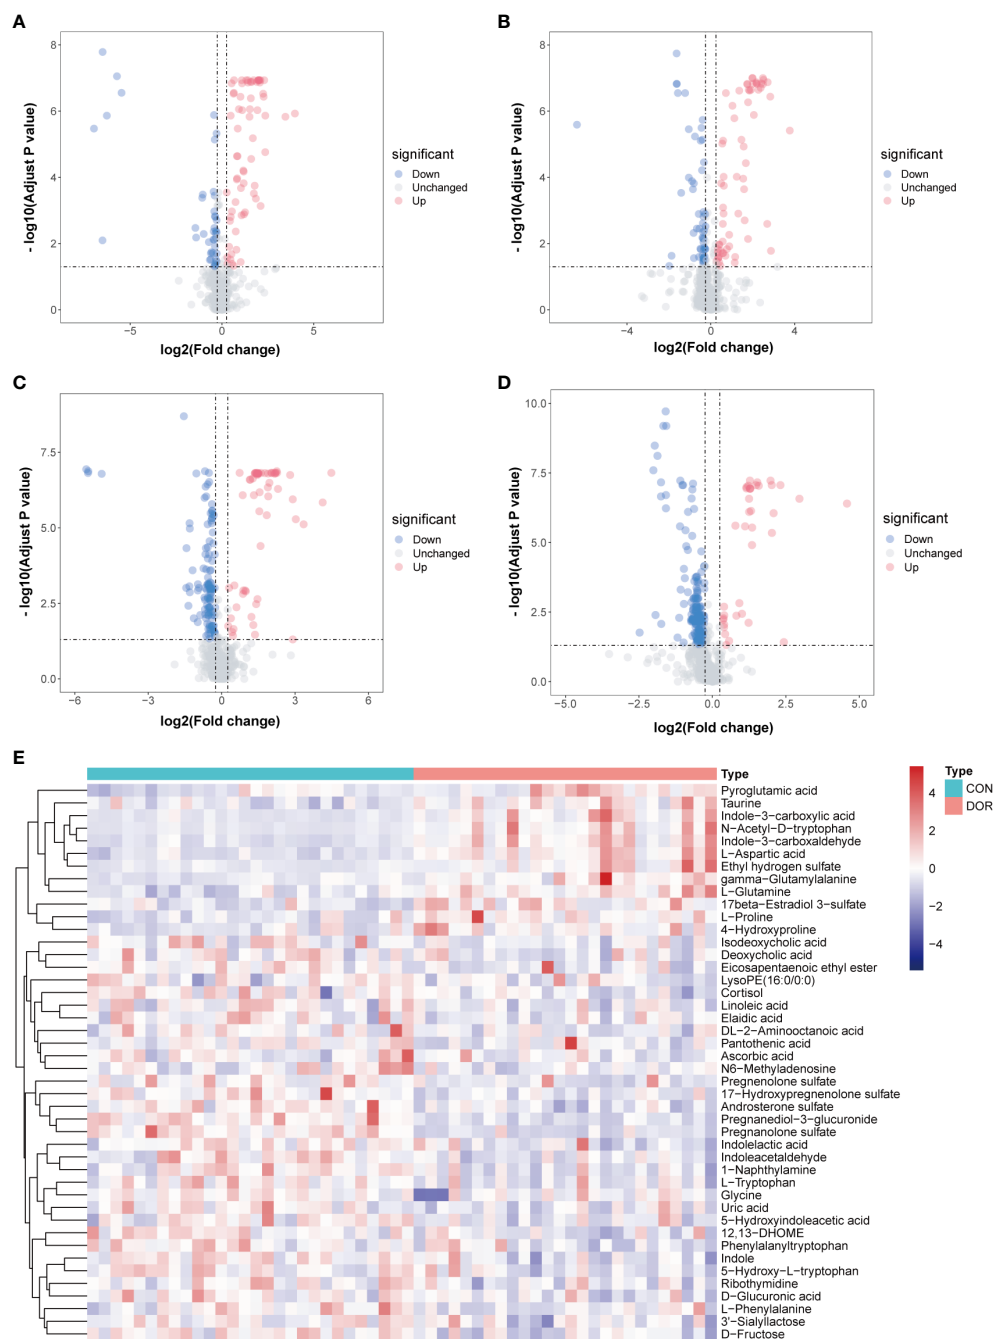 A
8
6
4
2
0
−5
0
5
log2(Fold change)
- log10(Adjust P value)
significant
Down
Unchanged
Up
B
8
6
4
2
0
−4
0
4
log2(Fold change)
- log10(Adjust P value)
significant
Down
Unchanged
Up
C
7.5
5.0
2.5
0.0
−6
−3
0
3
6
log2(Fold change)
- log10(Adjust P value)
significant
Down
Unchanged
Up
D
10.0
7.5
5.0
2.5
0.0
−5.0
−2.5
0.0
2.5
5.0
log2(Fold change)
- log10(Adjust P value)
significant
Down
Unchanged
Up
E
Type
Pyroglutamic acid
Taurine
Indole−3−carboxylic acid
N−Acetyl−D−tryptophan
Indole−3−carboxaldehyde
L−Aspartic acid
Ethyl hydrogen sulfate
gamma−Glutamylalanine
L−Glutamine
17beta−Estradiol 3−sulfate
L−Proline
4−Hydroxyproline
Isodeoxycholic acid
Deoxycholic acid
Eicosapentaenoic ethyl ester
LysoPE(16:0/0:0)
Cortisol
Linoleic acid
Elaidic acid
DL−2−Aminooctanoic acid
Pantothenic acid
Ascorbic acid
N6−Methyladenosine
Pregnenolone sulfate
17−Hydroxypregnenolone sulfate
Androsterone sulfate
Pregnanediol−3−glucuronide
Pregnanolone sulfate
Indolelactic acid
Indoleacetaldehyde
1−Naphthylamine
L−Tryptophan
Glycine
Uric acid
5−Hydroxyindoleacetic acid
12,13−DHOME
Phenylalanyltryptophan
Indole
5−Hydroxy−L−tryptophan
Ribothymidine
D−Glucuronic acid
L−Phenylalanine
3'−Sialyllactose
D−Fructose
4
2
0
−2
−4
Type
CON
DOR